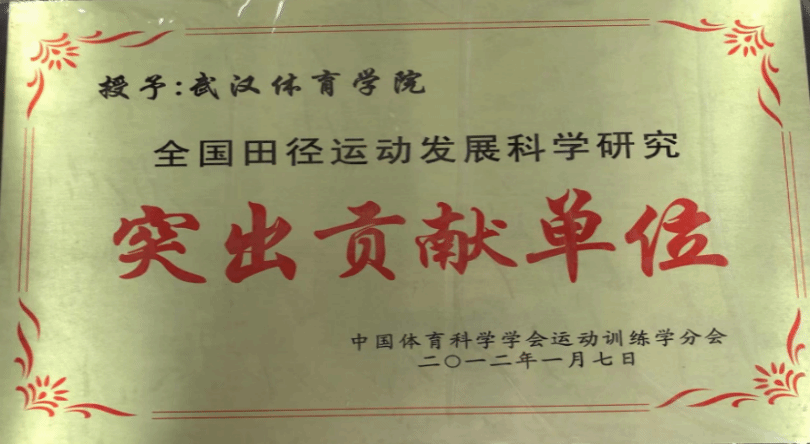 授予:武汉体育学院
全国田径运动发展科学研究
突出贡献单位
中国体育科学学会运动训练学分会
二〇一二年一月七日